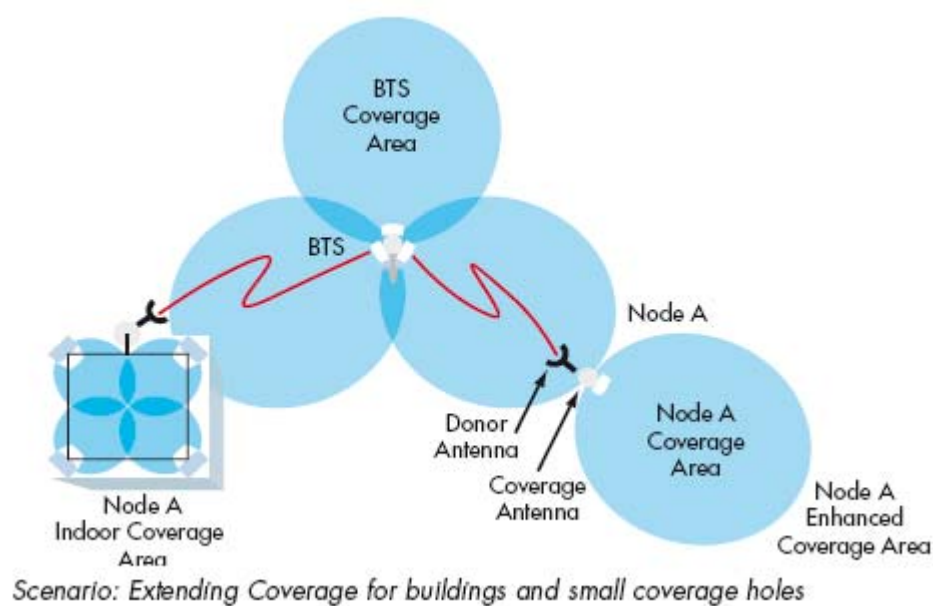 BTS
Coverage
Area
BTS
Node A
Donor
Antenna
Coverage
Antenna
Node A
Coverage
Area
Node A
Enhanced
Coverage Area
Node A
Indoor Coverage
Area
Scenario: Extending Coverage for buildings and small coverage holes